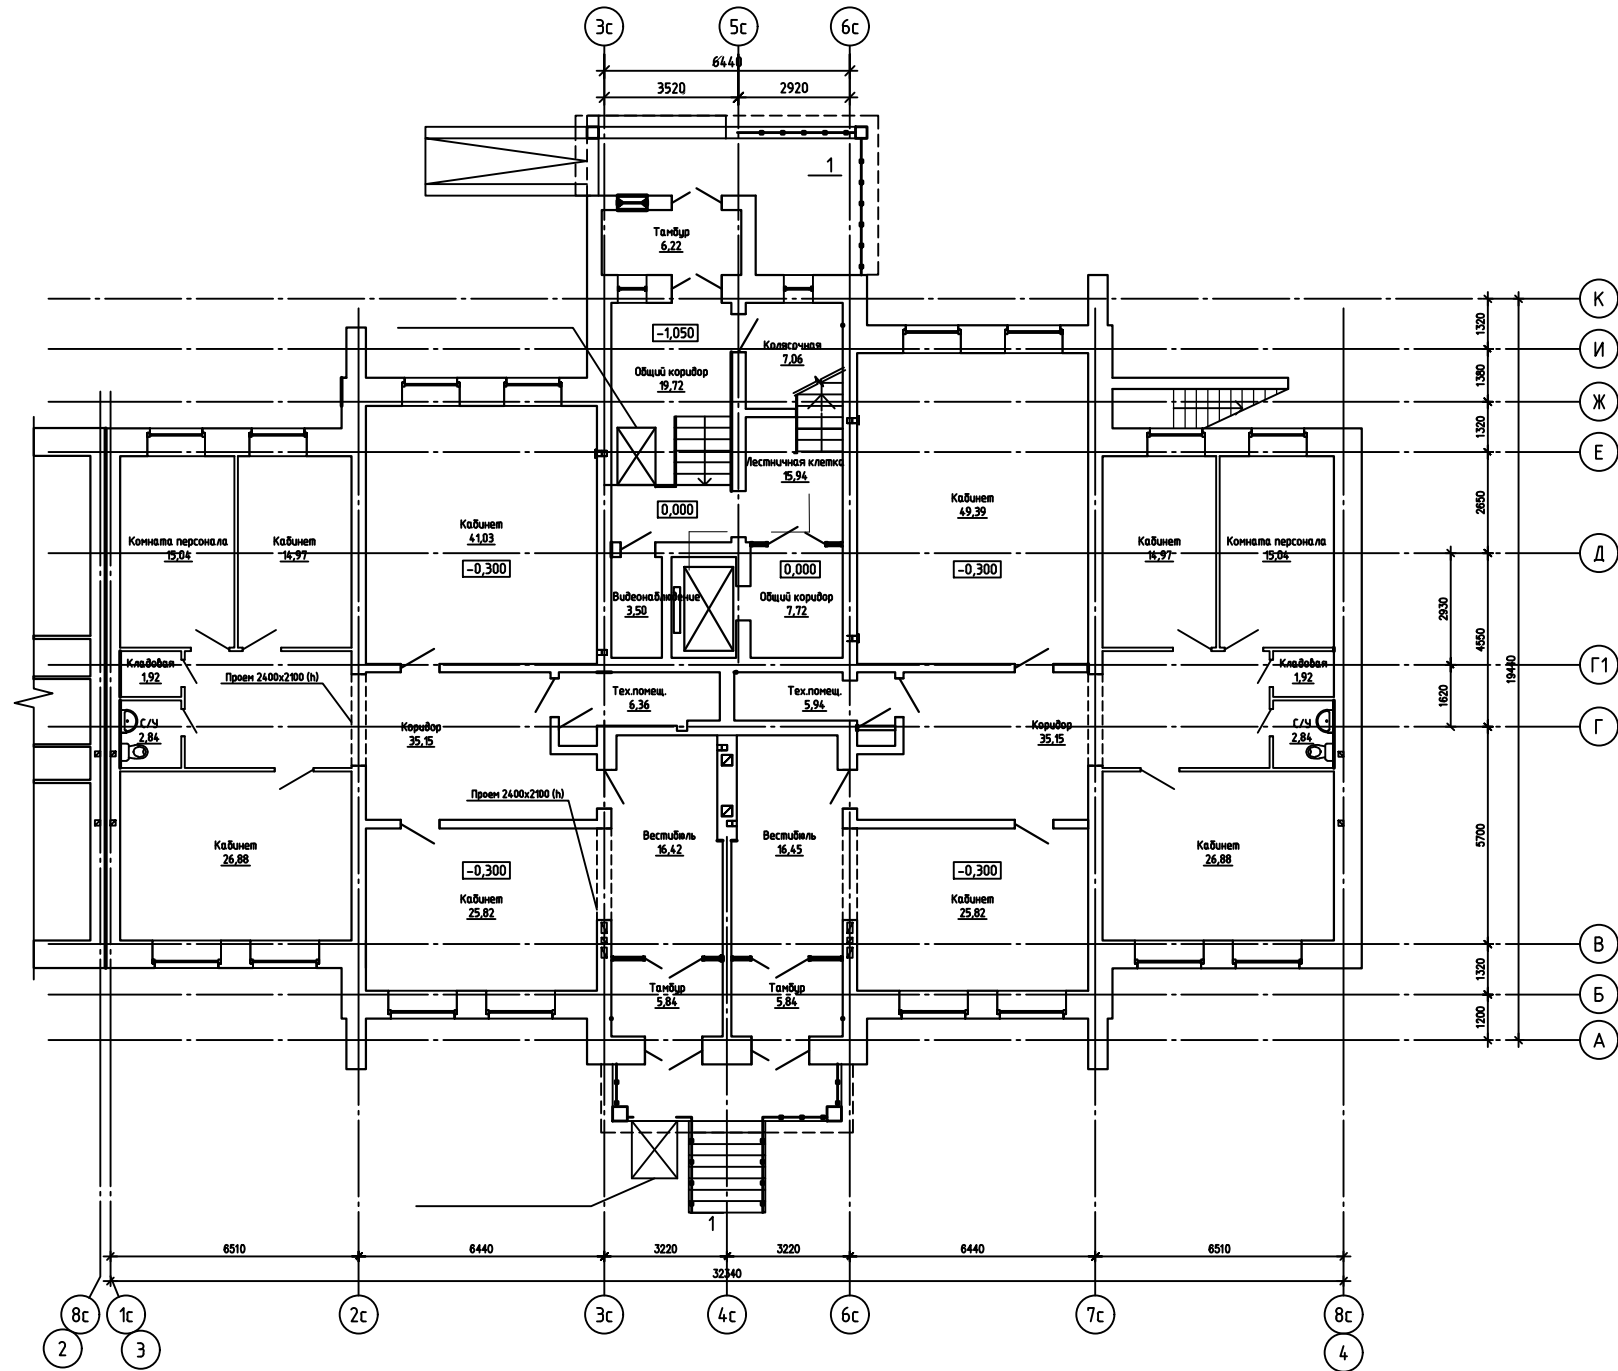 3с 5с 6с
6440
3520 2920
1
Тамбур
6,22
К
-1,050
1320
Колясочная
7,06
И
Общий коридор
19,72
1380
Ж
1320
Е
Лестничная клетка
15,94
Кабинет
49,39
2650
0,000
Кабинет
41,03
Комната персонала
15,04
Кабинет
14,97
Кабинет
14,97
Комната персонала
15,04
Д
-0,300
0,000
-0,300
Видеонаблюдение
3,50
Общий коридор
7,72
2930
4550
19440
Кладовая
1,92
Проем 2400х2100 (h)
Кладовая
1,92
Г1
Тех.помещ.
6,36
Тех.помещ.
5,94
1620
С/У
2,84
Коридор
35,15
Коридор
35,15
С/У
2,84
Г
Проем 2400х2100 (h)
Вестибюль
16,42
Вестибюль
16,45
5700
Кабинет
26,88
Кабинет
26,88
-0,300
-0,300
Кабинет
25,82
Кабинет
25,82
В
1320
Тамбур
5,84
Тамбур
5,84
Б
1200
А
1
6510 6440 3220 3220 6440 6510
32340
8с 1с 2с 3с 4с 6с 7с 8с
2 3 4